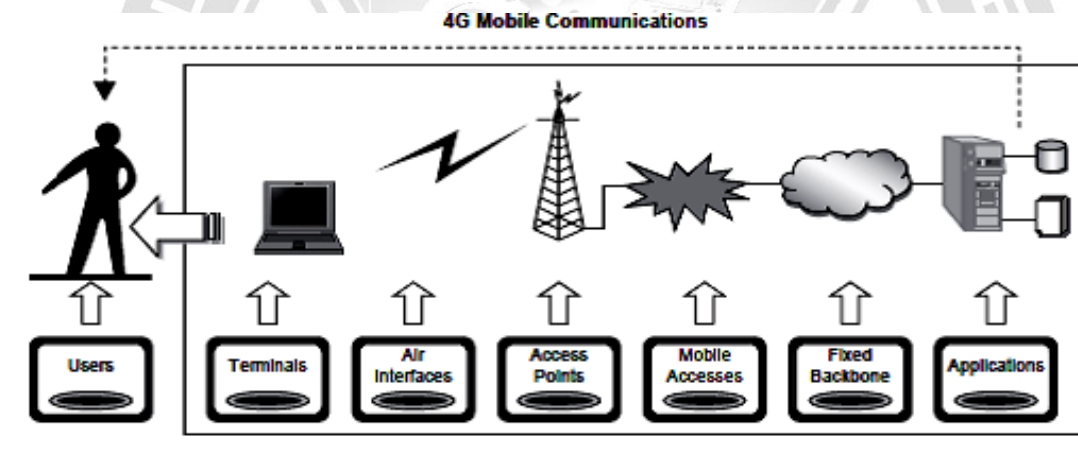 4G Mobile Communications
Users
Terminals
Air
Interfaces
Access
Points
Mobile
Accesses
Fixed
Backbone
Applications